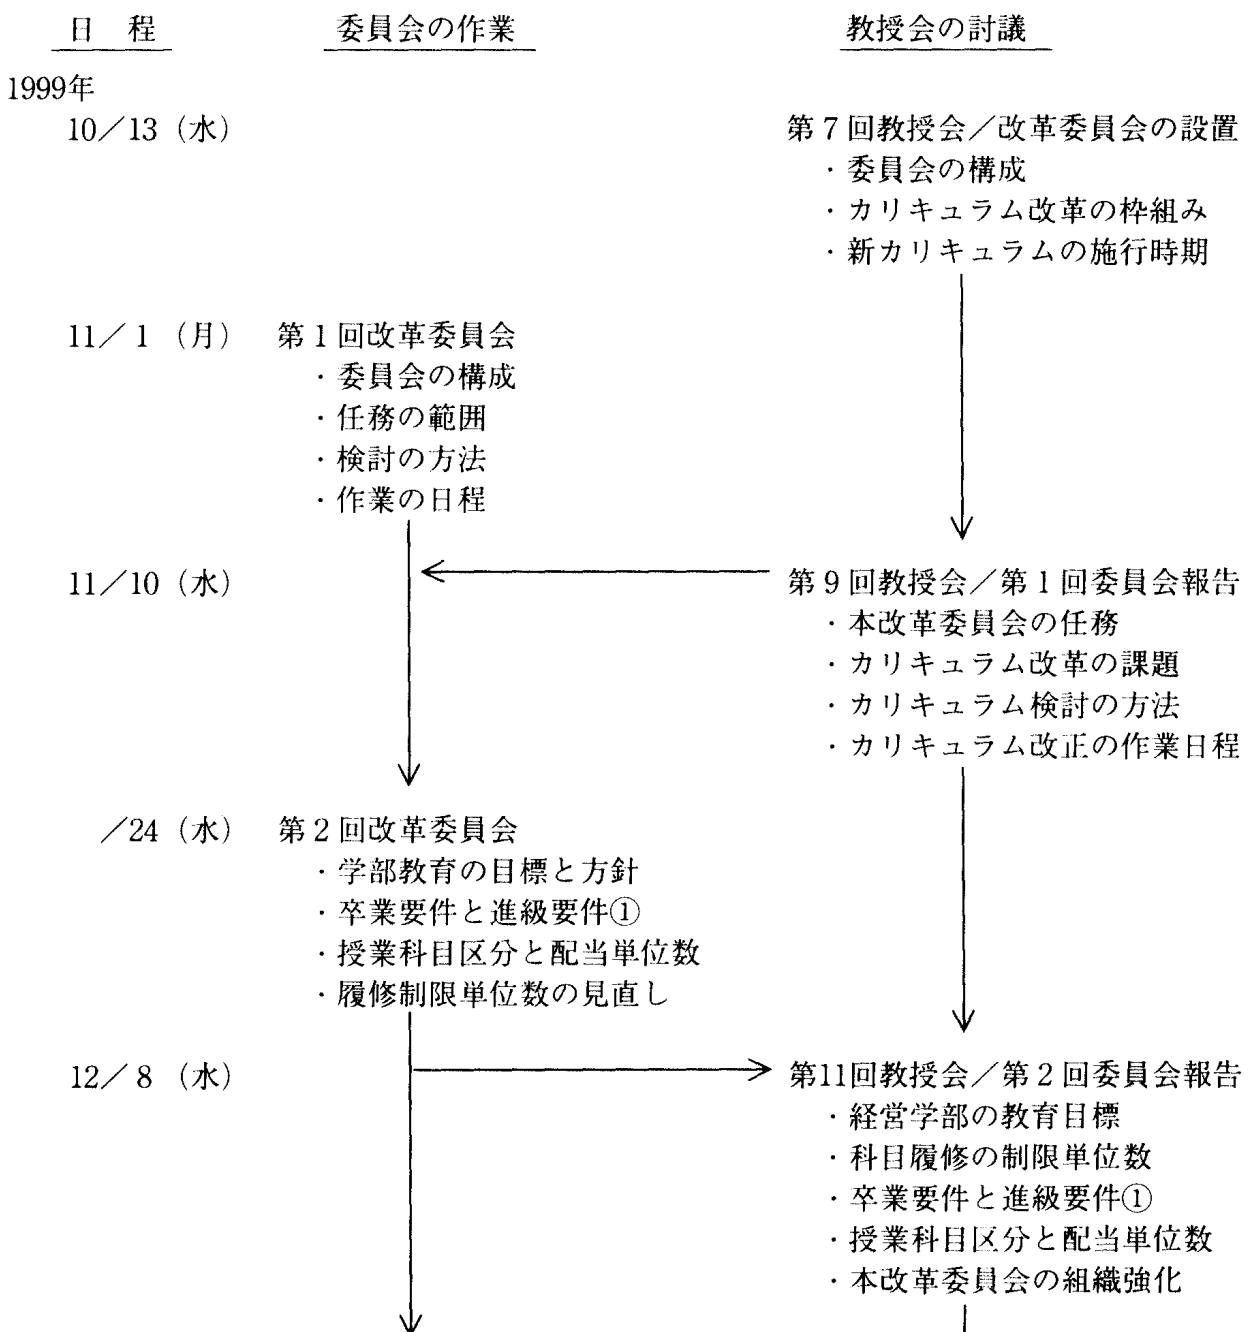 日　程　委員会の作業　教授会の討議
1999年
10／13（水）　第7回教授会／改革委員会の設置
・委員会の構成
・カリキュラム改革の枠組み
・新カリキュラムの施行時期
11／1（月）　第1回改革委員会
・委員会の構成
・任務の範囲
・検討の方法
・作業の日程
11／10（水）　第9回教授会／第1回委員会報告
・本改革委員会の任務
・カリキュラム改革の課題
・カリキュラム検討の方法
・カリキュラム改正の作業日程
／24（水）　第2回改革委員会
・学部教育の目標と方針
・卒業要件と進級要件①
・授業科目区分と配当単位数
・履修制限単位数の見直し
12／8（水）　第11回教授会／第2回委員会報告
・経営学部の教育目標
・科目履修の制限単位数
・卒業要件と進級要件①
・授業科目区分と配当単位数
・本改革委員会の組織強化